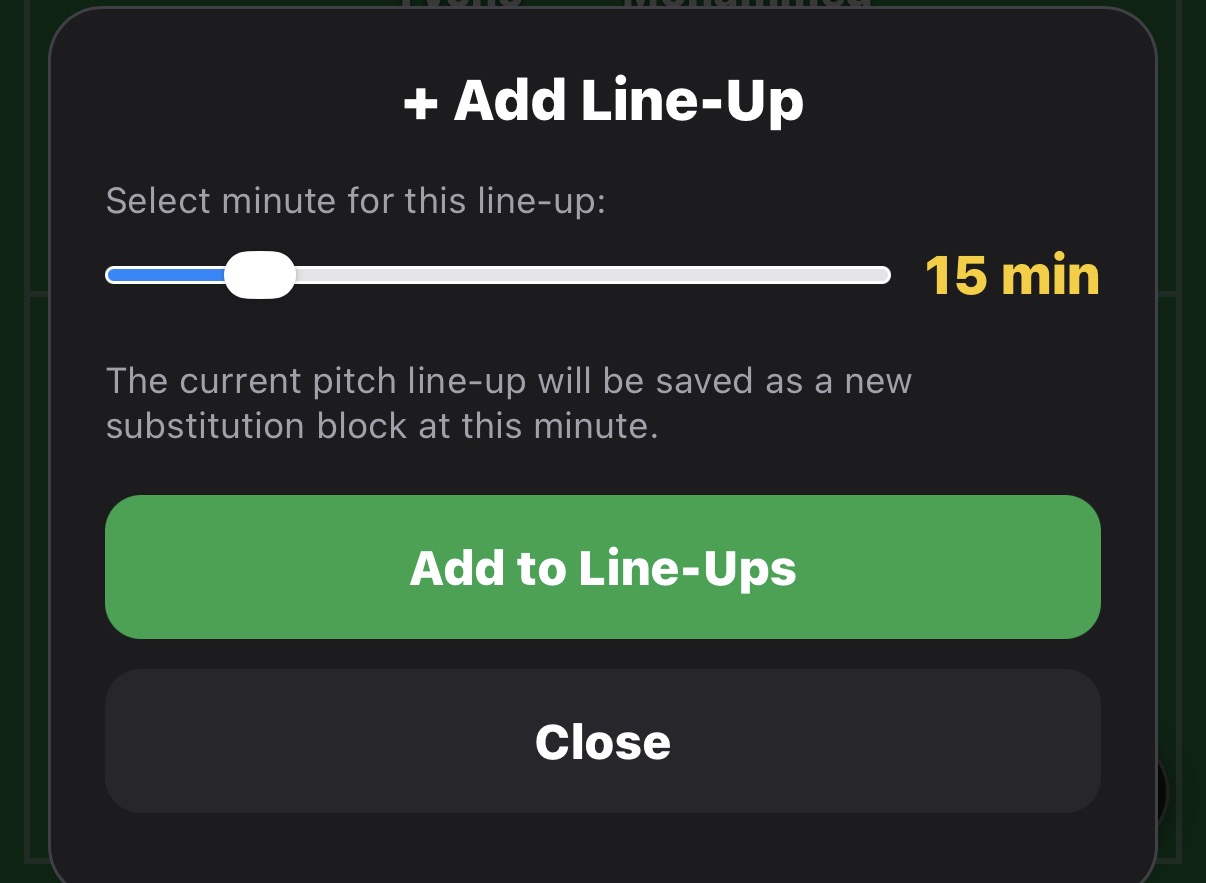 + Add Line-Up
Select minute for this line-up:
15 min
The current pitch line-up will be saved as a new
substitution block at this minute.
Add to Line-Ups
Close